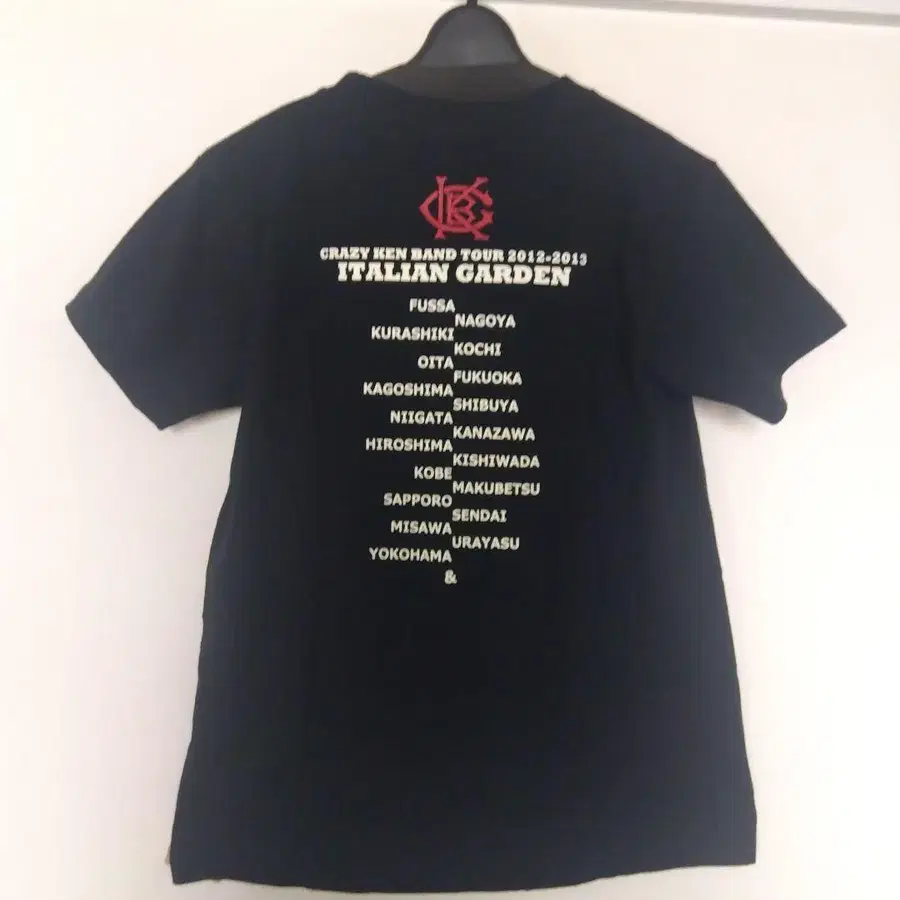 CKB
CRAZY KEN BAND TOUR 2012-2013
ITALIAN GARDEN
FUSSA
NAGOYA
KURASHIKI
KOCHI
OITA
FUKUOKA
KAGOSHIMA
SHIBUYA
NIIGATA
KANAZAWA
HIROSHIMA
KISHIWADA
KOBE
MAKUBETSU
SAPPORO
SENDAI
MISAWA
URAYASU
YOKOHAMA
&